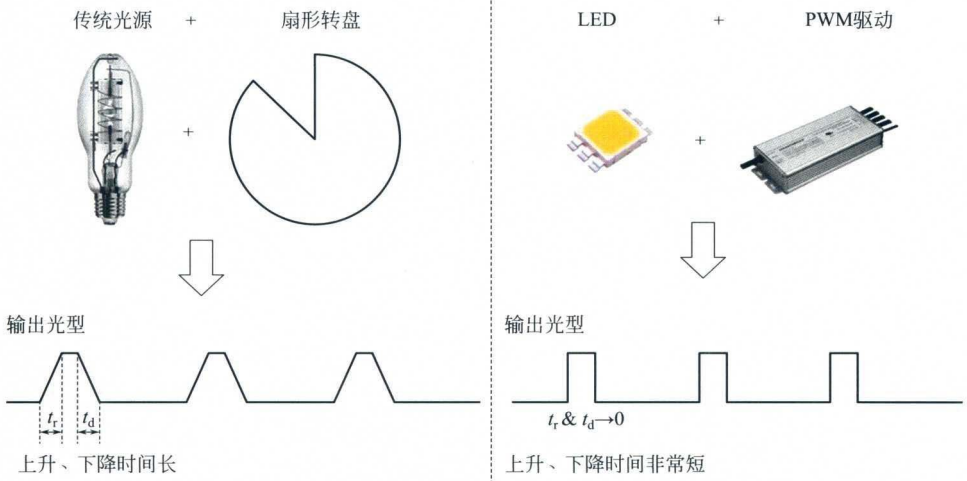 传统光源 + 扇形转盘
+
输出光型
tr td
上升、下降时间长
LED + PWM驱动
+
输出光型
tr & td→0
上升、下降时间非常短